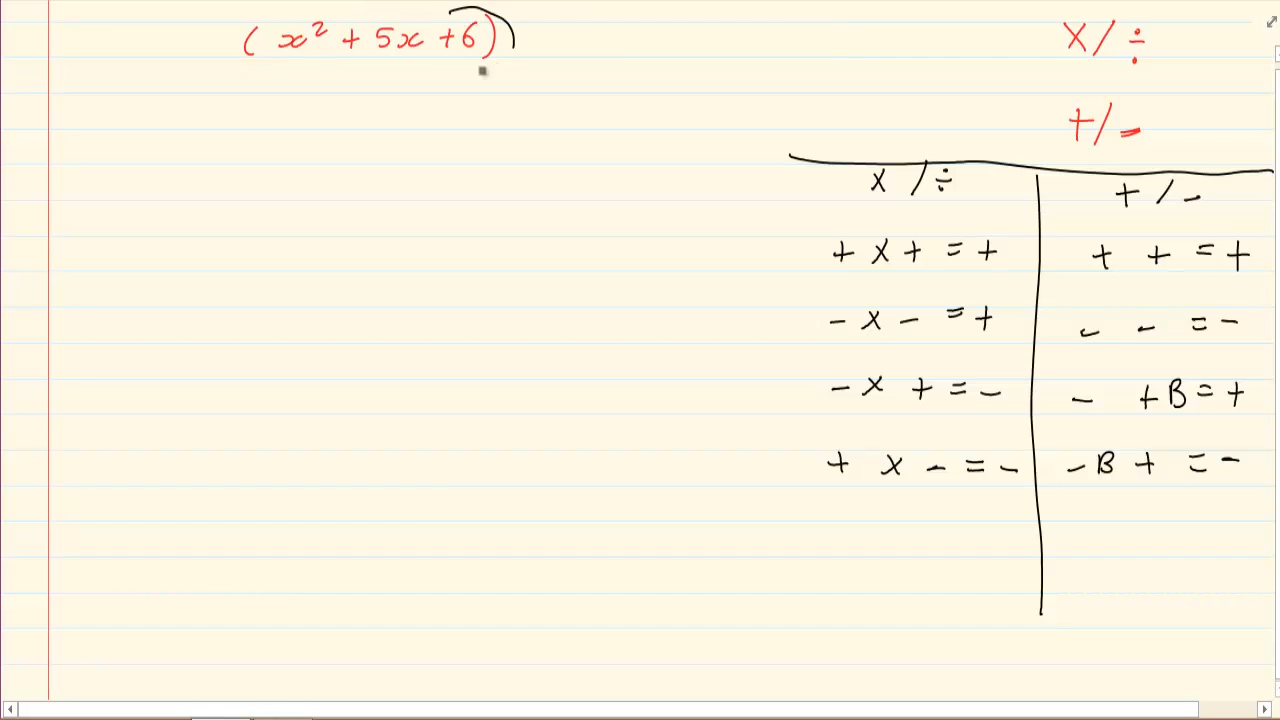 ( x² + 5x + 6 )
X / ÷
+ / -
x / ÷
+ / -
+ x + = +
+ + = +
- x - = +
- - = -
- x + = -
- + B = +
+ x - = -
- B + = -